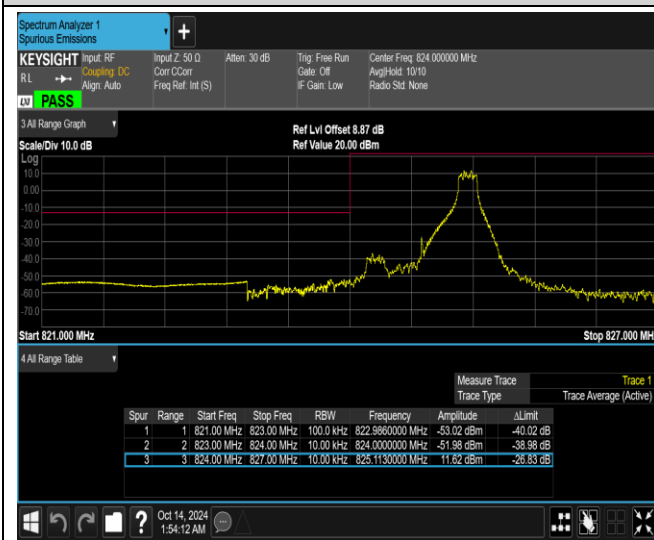 Spectrum Analyzer 1
Spurious Emissions
KEYSIGHT Input: RF Input Z: 50 Ω Atten: 30 dB Trig: Free Run Center Freq: 824.000000 MHz
RL Coupling: DC Corr CCorr Gate: Off Avg|Hold: 10/10
Align: Auto Freq Ref: Int (S) IF Gain: Low Radio Std: None
LXI PASS
3 All Range Graph
Ref Lvl Offset 8.87 dB
Scale/Div 10.0 dB Ref Value 20.00 dBm
Log
10.0
0.00
-10.0
-20.0
-30.0
-40.0
-50.0
-60.0
-70.0
Start 821.000 MHz Stop 827.000 MH
4 All Range Table
Measure Trace Trace 1
Trace Type Trace Average (Active)
Spur Range Start Freq Stop Freq RBW Frequency Amplitude ΔLimit
1 1 821.00 MHz 823.00 MHz 100.0 kHz 822.9860000 MHz -53.02 dBm -40.02 dB
2 2 823.00 MHz 824.00 MHz 10.00 kHz 824.0000000 MHz -51.98 dBm -38.98 dB
3 3 824.00 MHz 827.00 MHz 10.00 kHz 825.1130000 MHz 11.62 dBm -26.83 dB
? Oct 14, 2024
1:54:12 AM